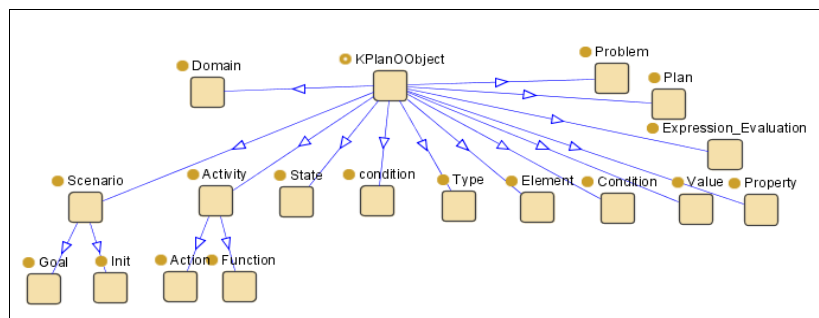 Problem
Domain
KPlanOObject
Plan
Expression_Evaluation
Scenario
Activity
State
condition
Type
Element
Condition
Value
Property
Goal
Init
Action
Function